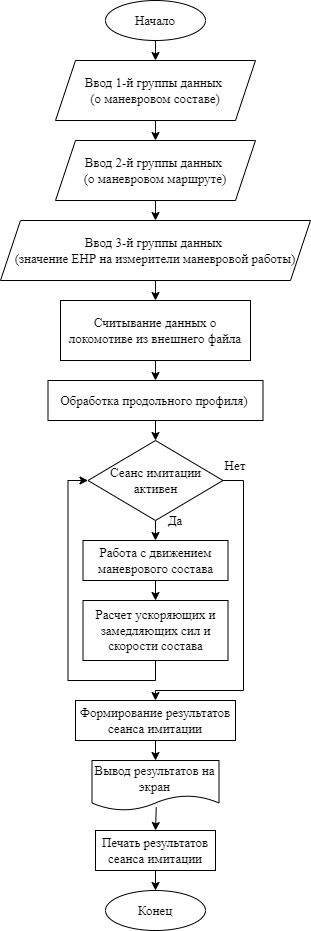 Начало
Ввод 1-й группы данных
(о маневровом составе)
Ввод 2-й группы данных
(о маневровом маршруте)
Ввод 3-й группы данных
(значение ЕНР на измерители маневровой работы)
Считывание данных о
локомотиве из внешнего файла
Обработка продольного профиля)
Сеанс имитации
активен
Нет
Да
Работа с движением
маневрового состава
Расчет ускоряющих и
замедляющих сил и
скорости состава
Формирование результатов
сеанса имитации
Вывод результатов на
экран
Печать результатов
сеанса имитации
Конец